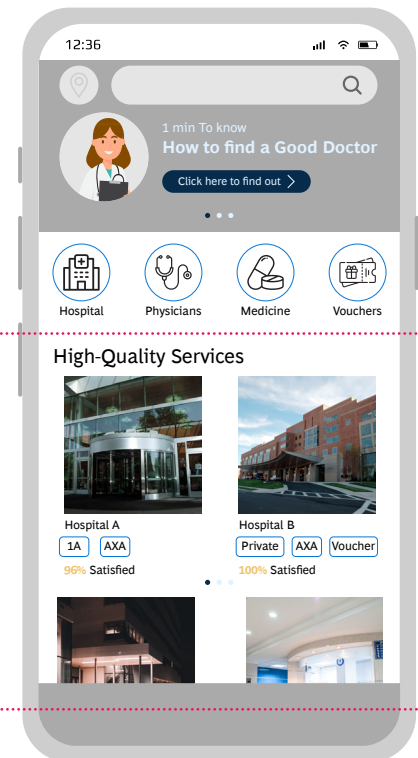 12:36
1 min To know
How to find a Good Doctor
Click here to find out
Hospital Physicians Medicine Vouchers
High-Quality Services
Hospital A Hospital B
1A AXA Private AXA Voucher
96% Satisfied 100% Satisfied